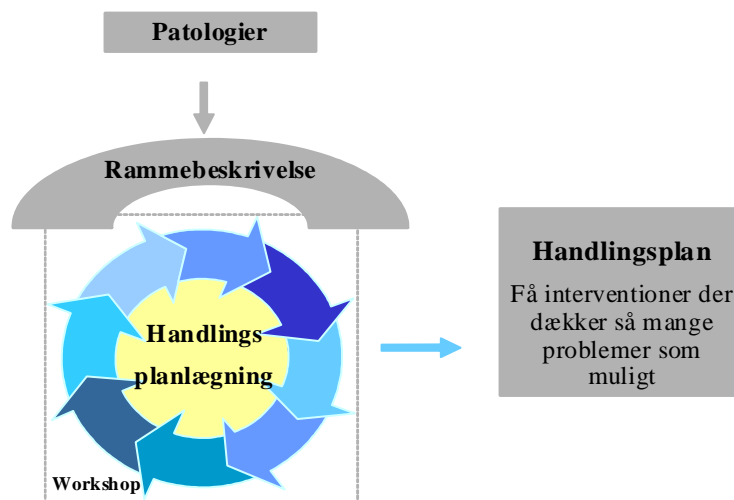 Patologier
Rammebeskrivelse
Handlings
planlægning
Workshop
Handlingsplan
Få interventioner der
dækker så mange
problemer som
muligt